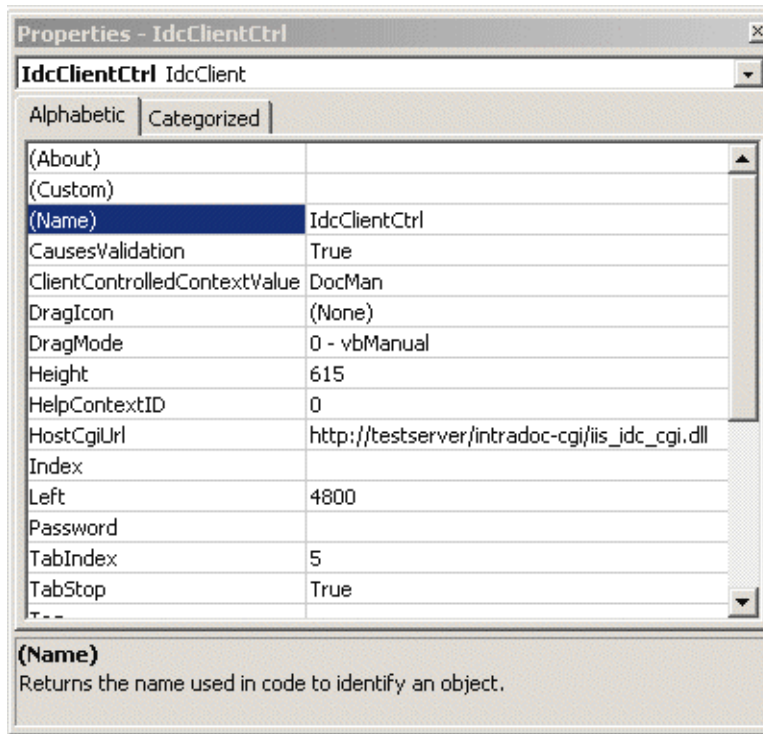 Properties - IdcClientCtrl
IdcClientCtrl IdcClient
Alphabetic Categorized
(About)
(Custom)
(Name) IdcClientCtrl
CausesValidation True
ClientControlledContextValue DocMan
DragIcon (None)
DragMode 0 - vbManual
Height 615
HelpContextID 0
HostCgiUrl http://testserver/intradoc-cgi/iis_idc_cgi.dll
Index
Left 4800
Password
TabIndex 5
TabStop True
(Name)
Returns the name used in code to identify an object.